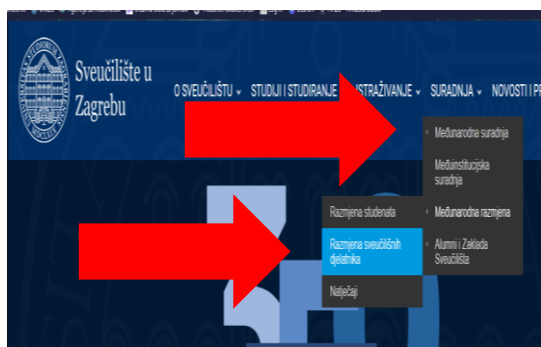 Sveučilište u
Zagrebu
O SVEUČILIŠTU
STUDIJI I STUDIRANJE
ISTRAŽIVANJE
SURADNJA
NOVOSTI I PR
Međunarodna suradnja
Međuinstitucijska
suradnja
Međunarodna razmjena
Alumni i Zaklada
Sveučilišta
Razmjena studenata
Razmjena sveučilišnih
djelatnika
Natječaji